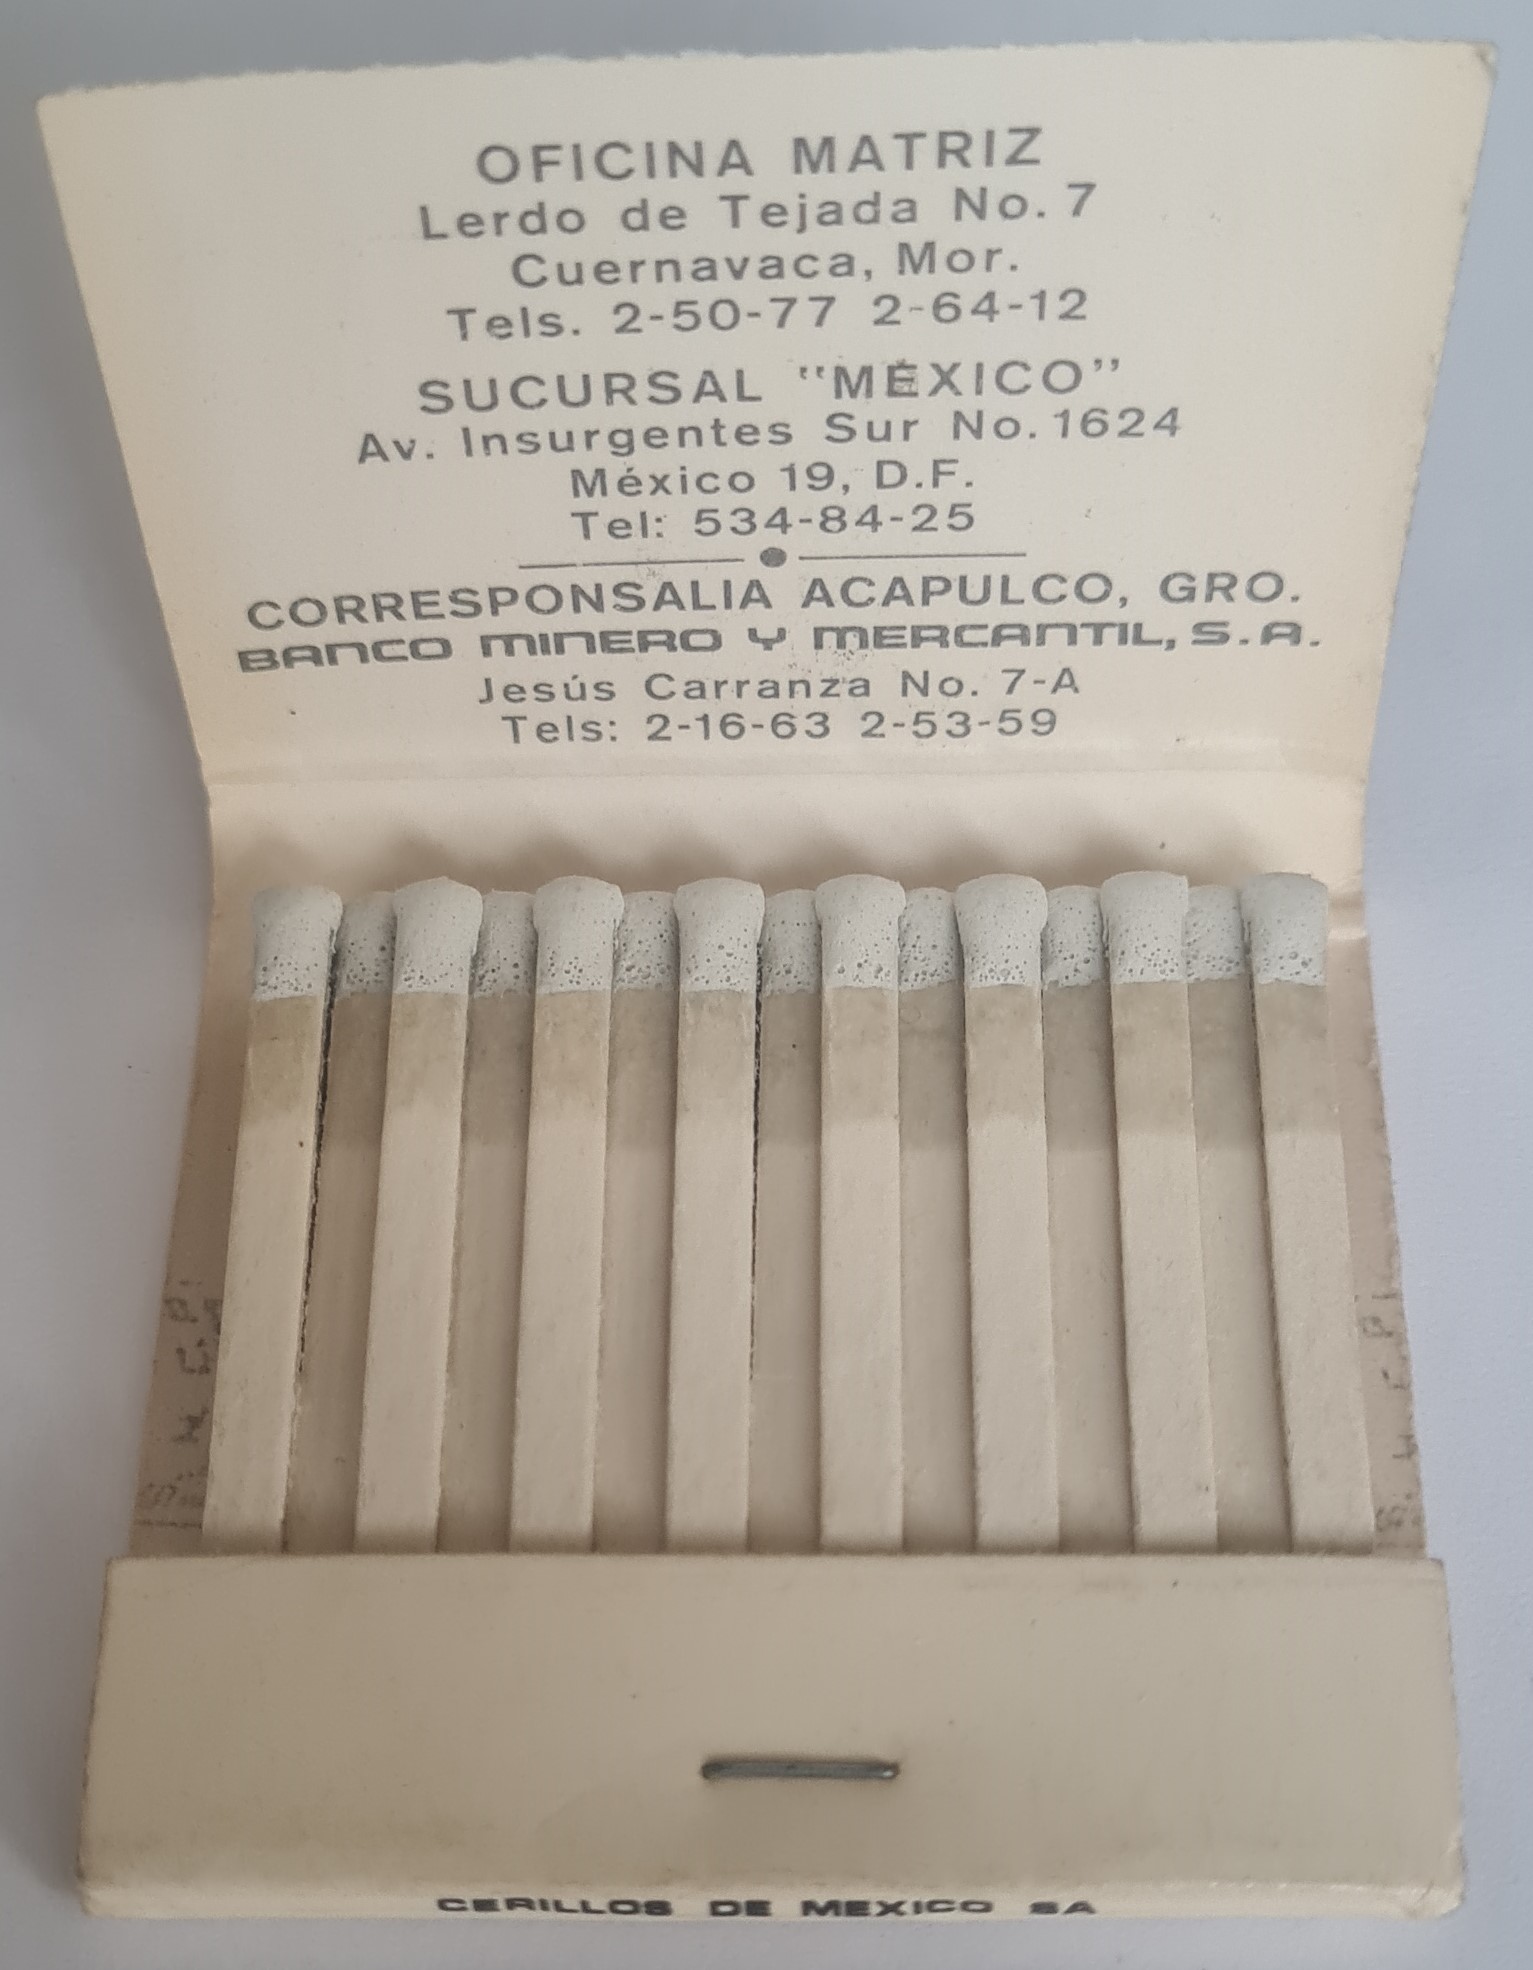 OFICINA MATRIZ
Lerdo de Tejada No. 7
Cuernavaca, Mor.
Tels. 2-50-77 2-64-12
SUCURSAL "MÉXICO"
Av. Insurgentes Sur No. 1624
México 19, D.F.
Tel: 534-84-25
CORRESPONSALIA ACAPULCO, GRO.
BANCO MINERO Y MERCANTIL, S.A.
Jesús Carranza No. 7-A
Tels: 2-16-63 2-53-59
CERILLOS DE MEXICO SA